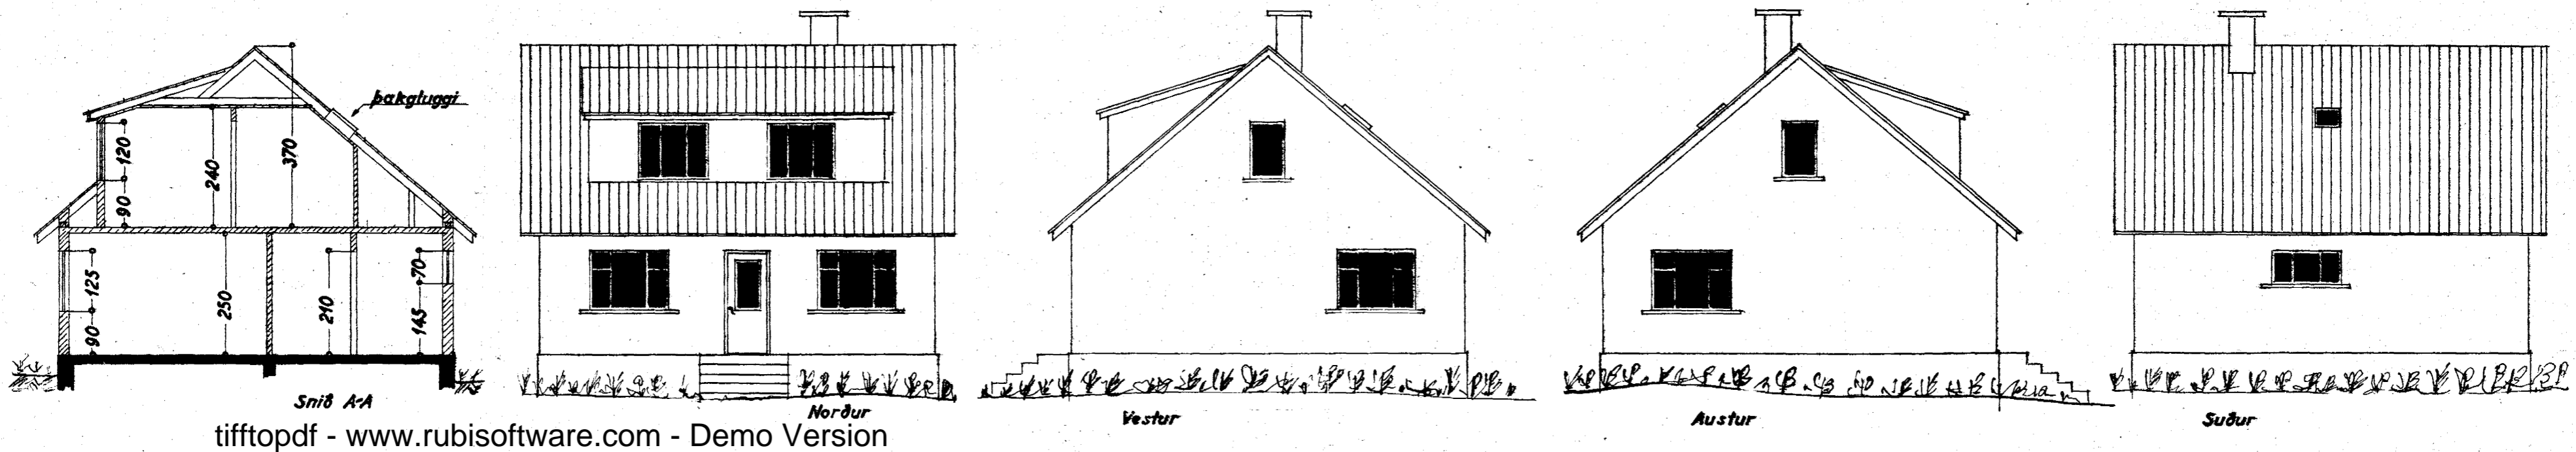 þakgluggi
120
240
370
90
125
250
210
70
90
145
Snið A-A
Norður
Vestur
Austur
Suður
tifftopdf - www.rubisoftware.com - Demo Version